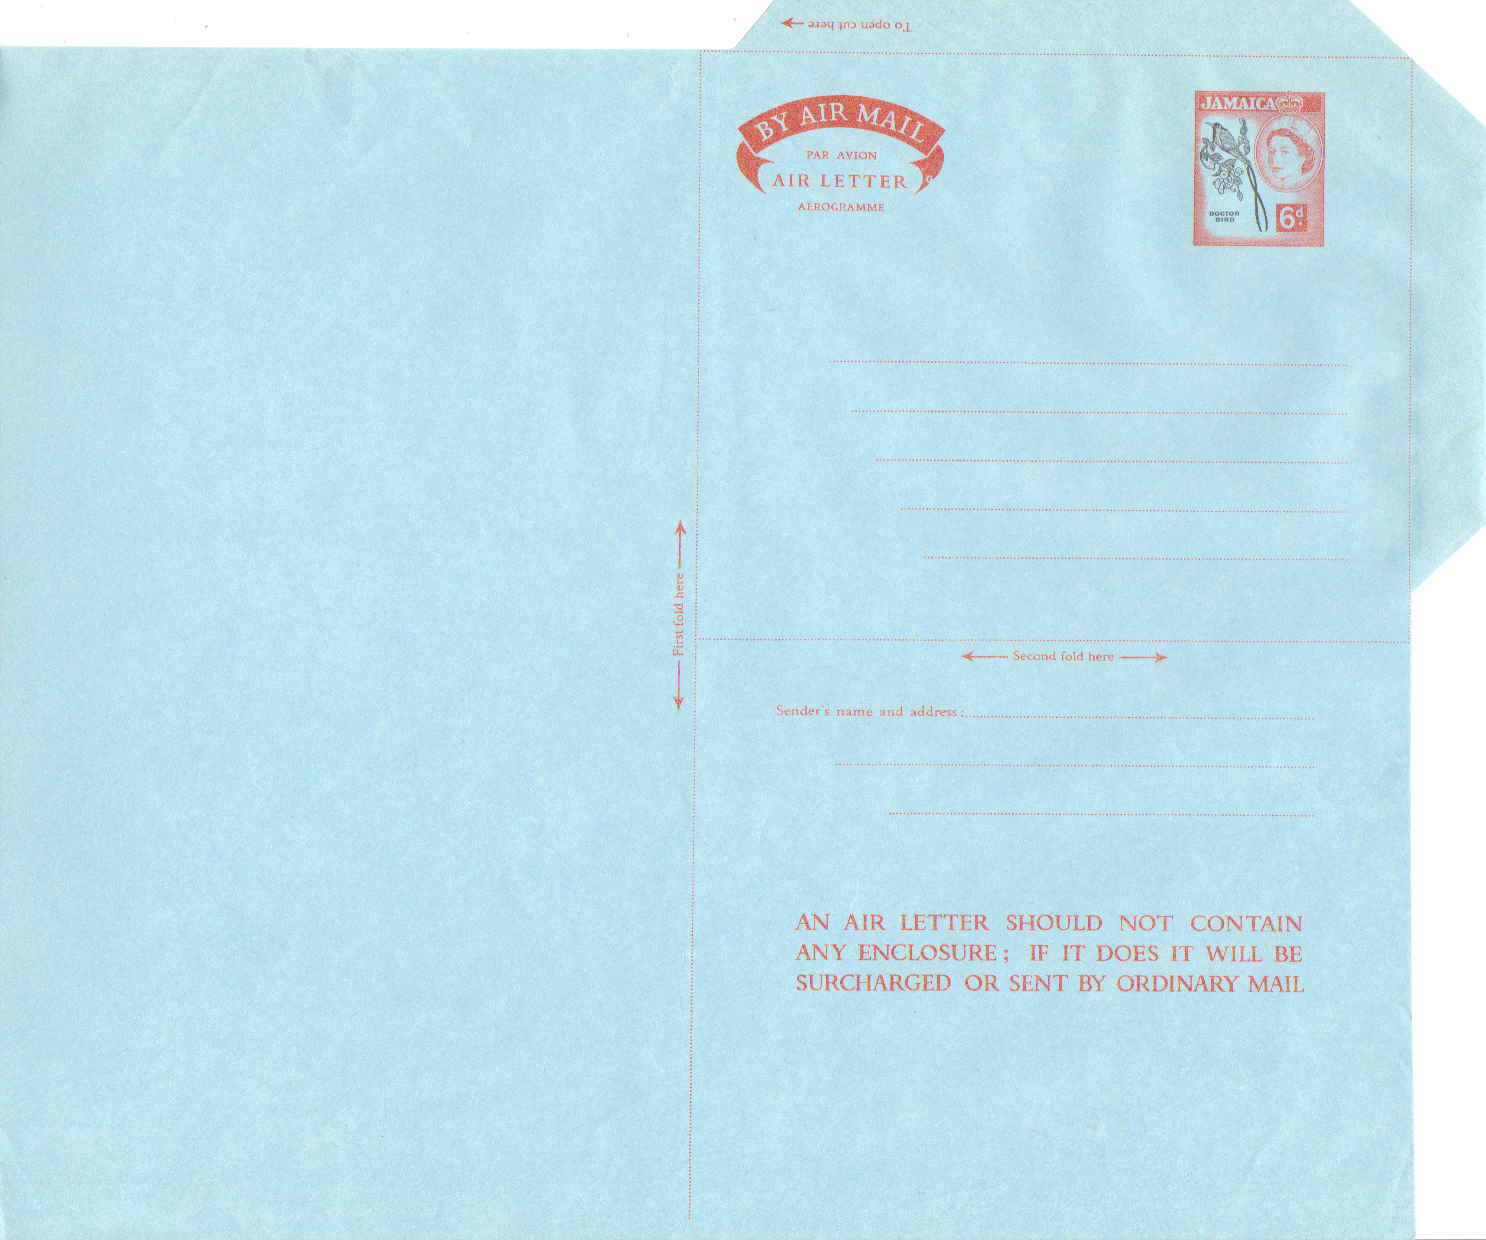 To open cut here
BY AIR MAIL
PAR AVION
AIR LETTER
AÉROGRAMME
JAMAICA
DOCTOR
BIRD
6d.
First fold here
Second fold here
Sender's name and address:
AN AIR LETTER SHOULD NOT CONTAIN
ANY ENCLOSURE; IF IT DOES IT WILL BE
SURCHARGED OR SENT BY ORDINARY MAIL